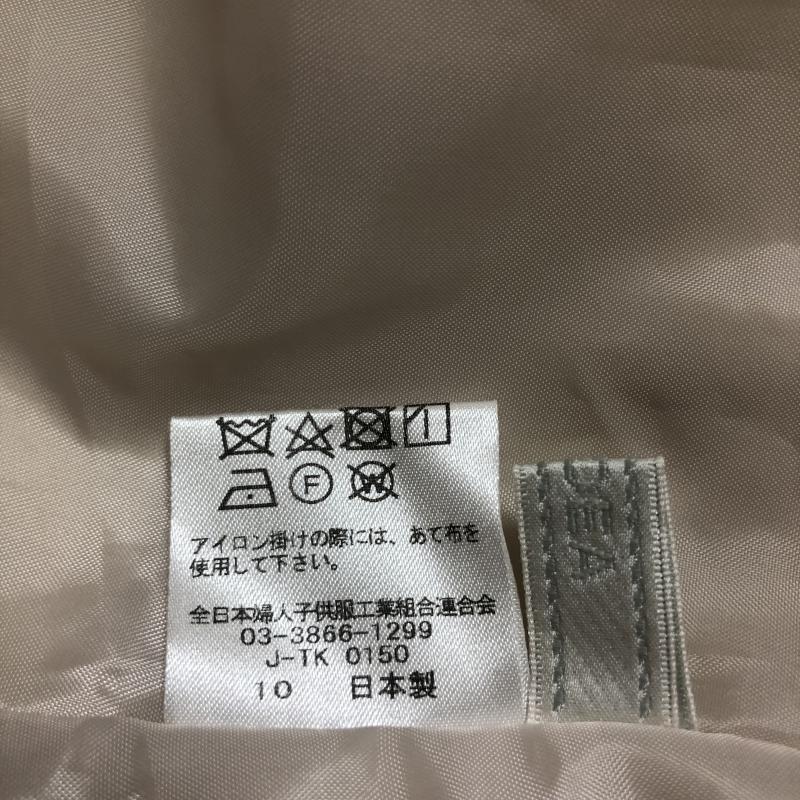 F
W
アイロン掛けの際には、あて布を
使用して下さい。
全日本婦人子供服工業組合連合会
03-3866-1299
J-TK 0150
10 日本製